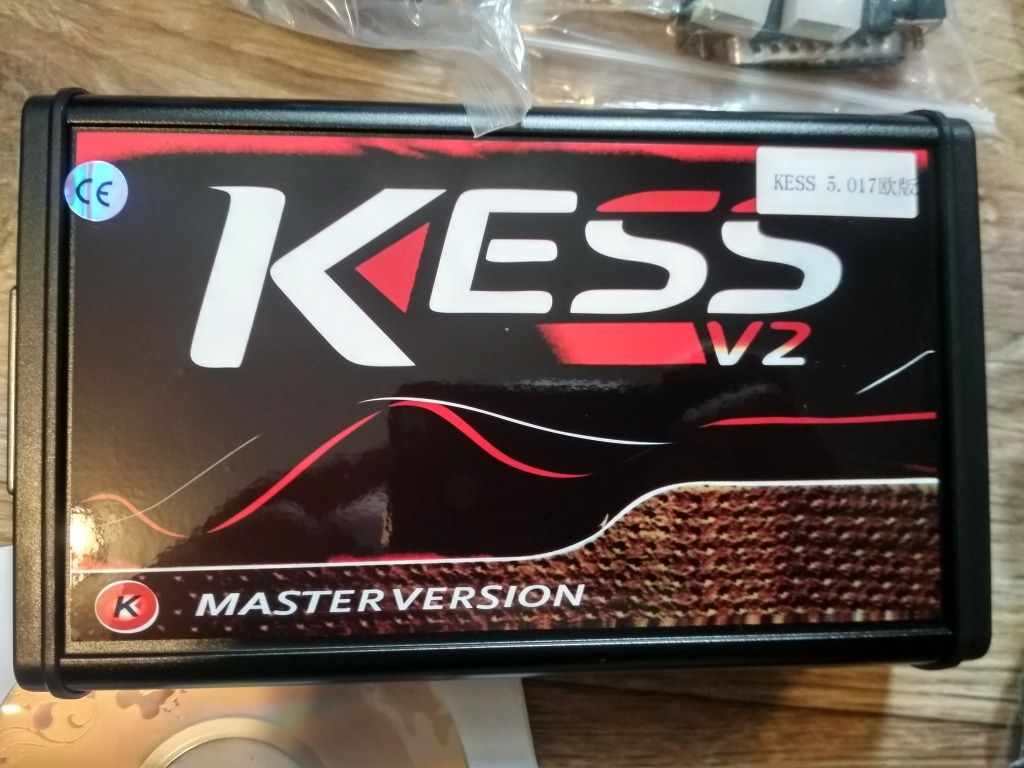 CE
KESS 5.017欧版
KESS
V2
K
MASTER VERSION